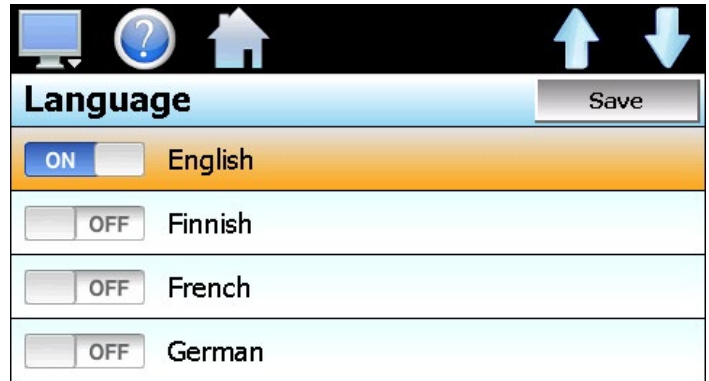 ?
Language Save
ON English
OFF Finnish
OFF French
OFF German